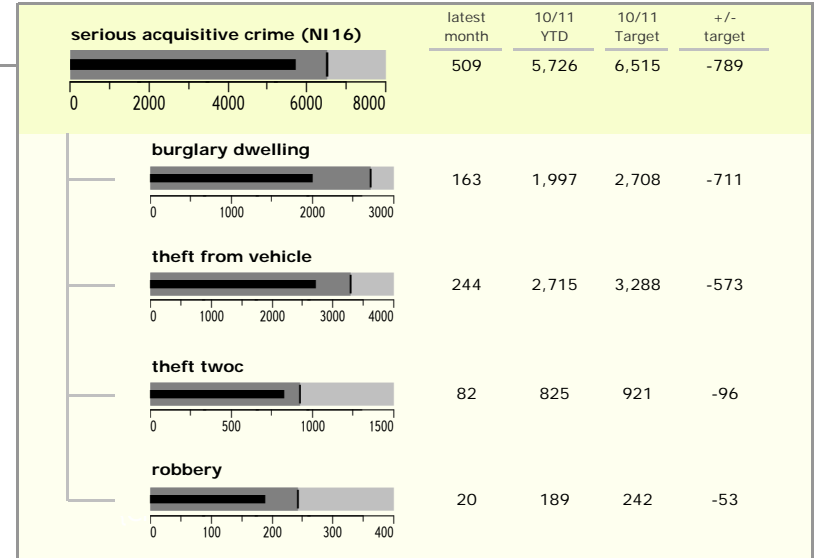 latest 10/11 10/11 +/-
serious acquisitive crime (NI16) month YTD Target target
509 5,726 6,515 -789
0 2000 4000 6000 8000
burglary dwelling
163 1,997 2,708 -711
0 1000 2000 3000
theft from vehicle
244 2,715 3,288 -573
0 1000 2000 3000 4000
theft twoc
82 825 921 -96
0 500 1000 1500
robbery
20 189 242 -53
0 100 200 300 400